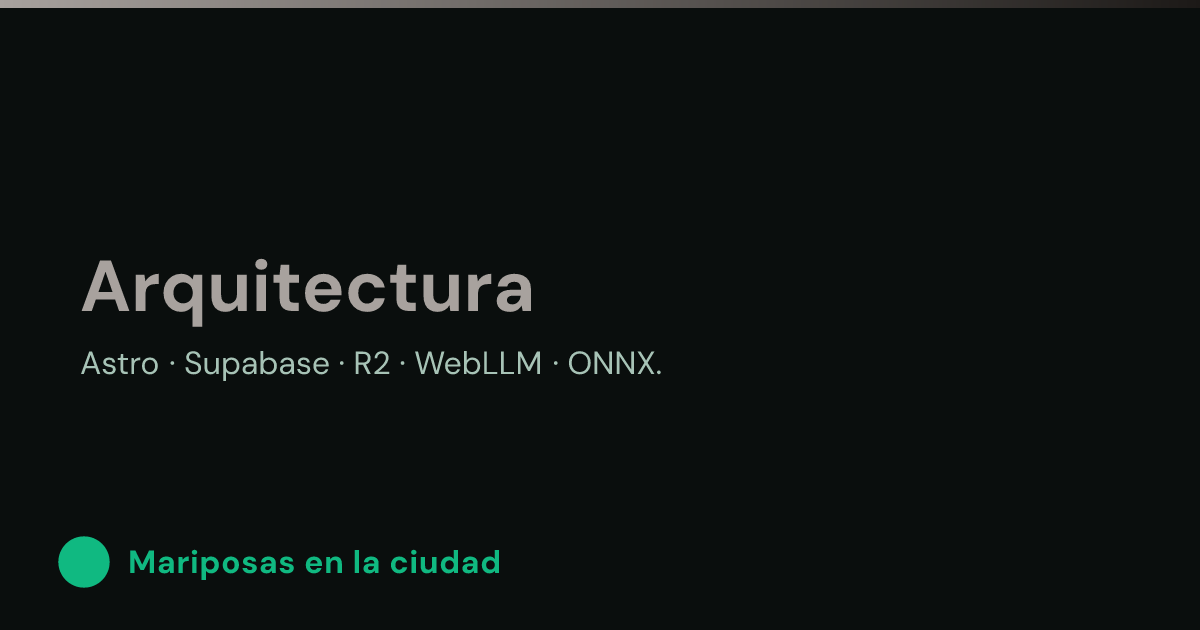 Arquitectura
Astro · Supabase · R2 · WebLLM · ONNX.
Mariposas en la ciudad